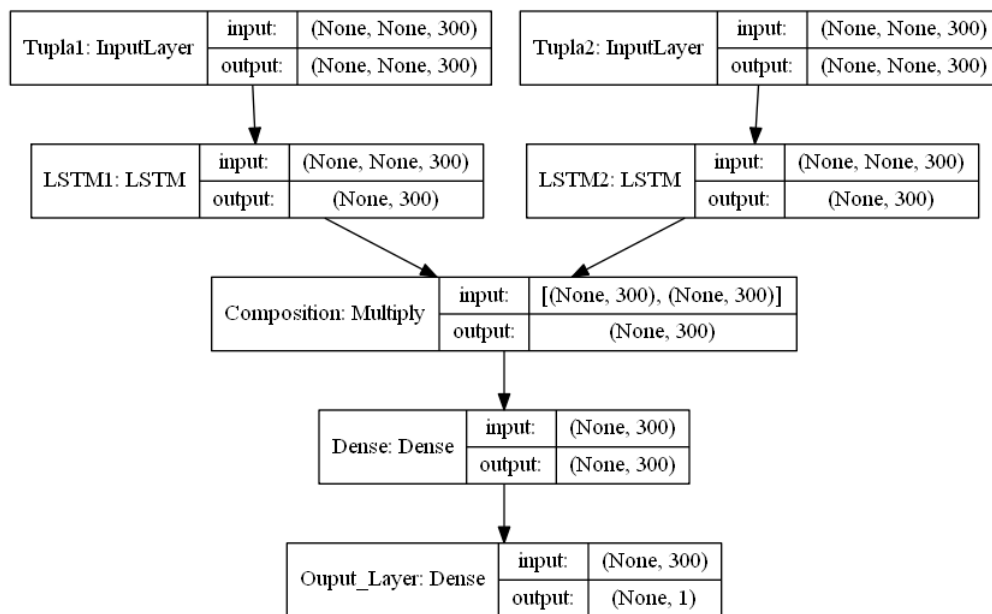 Tupla1: InputLayer
input: (None, None, 300)
output: (None, None, 300)
Tupla2: InputLayer
input: (None, None, 300)
output: (None, None, 300)
LSTM1: LSTM
input: (None, None, 300)
output: (None, 300)
LSTM2: LSTM
input: (None, None, 300)
output: (None, 300)
Composition: Multiply
input: [(None, 300), (None, 300)]
output: (None, 300)
Dense: Dense
input: (None, 300)
output: (None, 300)
Ouput_Layer: Dense
input: (None, 300)
output: (None, 1)